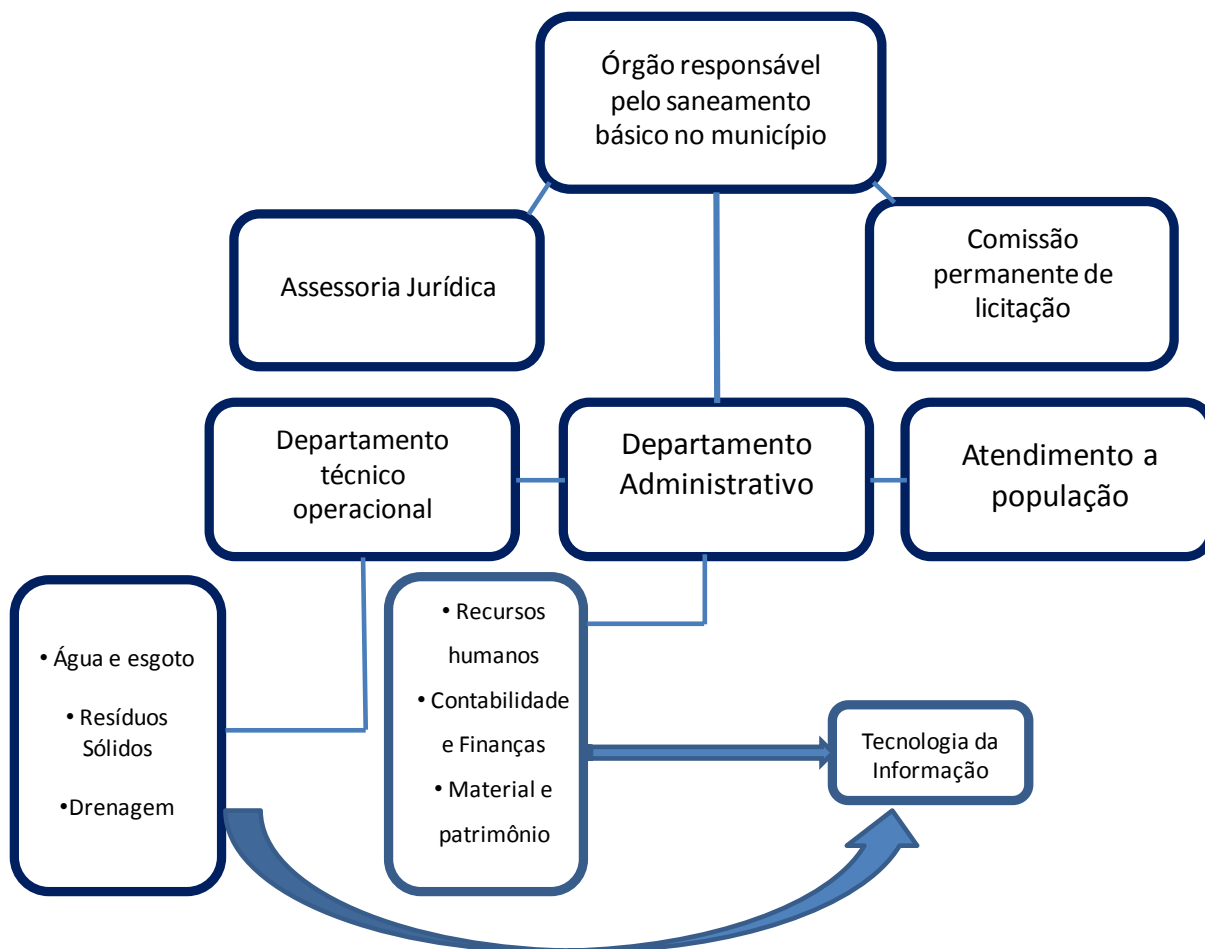 Órgão responsável
pelo saneamento
básico no município
Assessoria Jurídica
Comissão
permanente de
licitação
Departamento
técnico
operacional
Departamento
Administrativo
Atendimento a
população
• Água e esgoto
• Resíduos
Sólidos
•Drenagem
• Recursos
humanos
• Contabilidade
e Finanças
• Material e
patrimônio
Tecnologia da
Informação